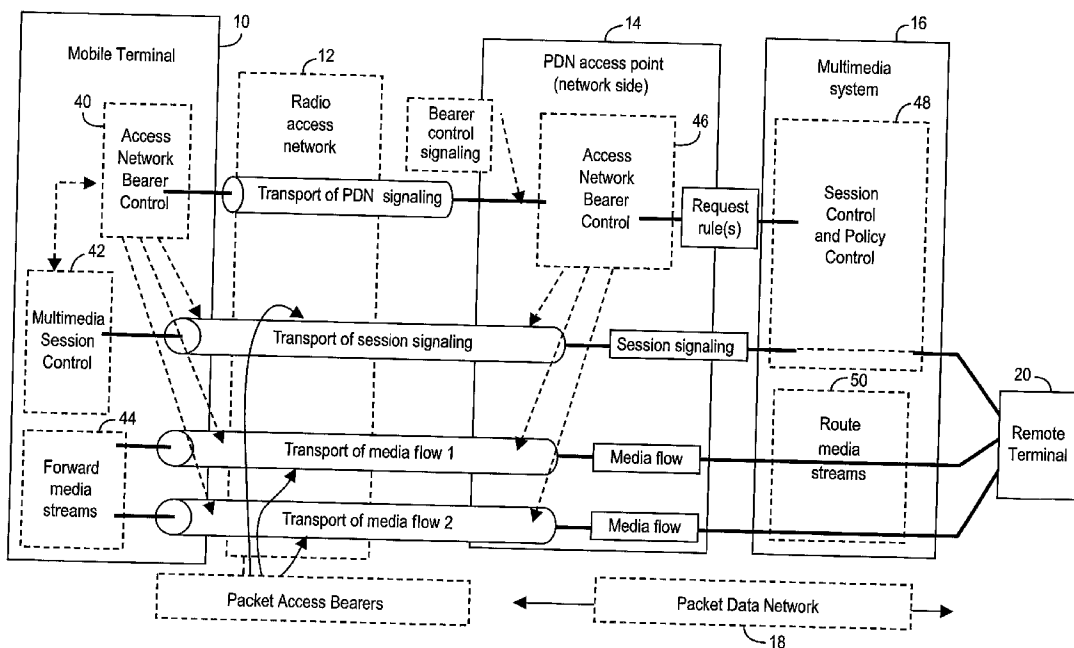 10
Mobile Terminal
12
Radio
access
network
14
PDN access point
(network side)
16
Multimedia
system
40
Access
Network
Bearer
Control
Bearer
control
signaling
46
Access
Network
Bearer
Control
48
Session
Control
and Policy
Control
Transport of PDN signaling
Request
rule(s)
42
Multimedia
Session
Control
Transport of session signaling
Session signaling
44
Forward
media
streams
Transport of media flow 1
Media flow
50
Route
media
streams
20
Remote
Terminal
Transport of media flow 2
Media flow
Packet Access Bearers
Packet Data Network
18